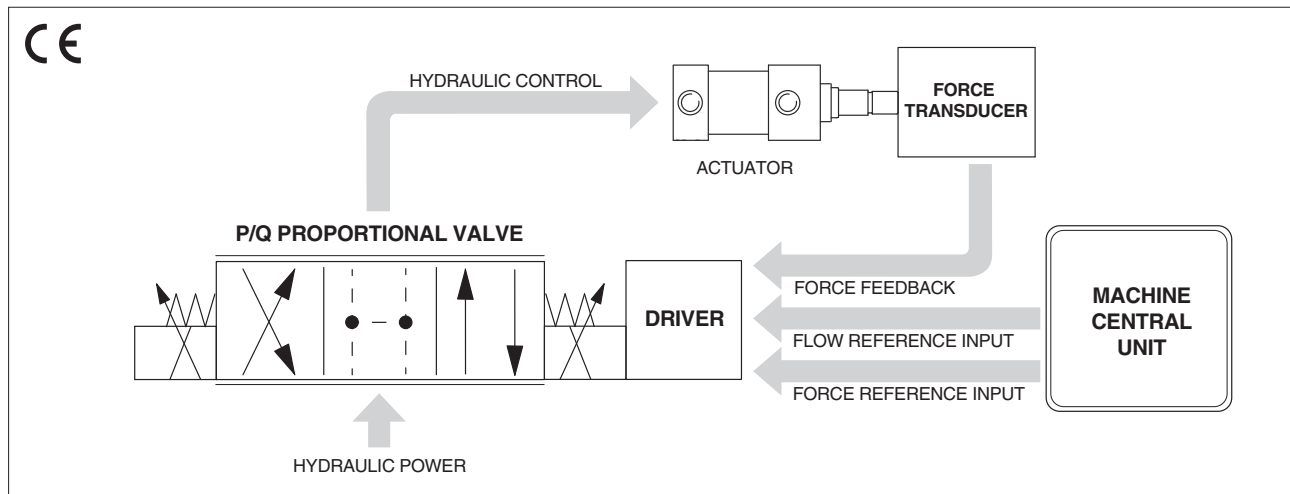 CE
HYDRAULIC CONTROL
FORCE
TRANSDUCER
ACTUATOR
P/Q PROPORTIONAL VALVE
DRIVER
FORCE FEEDBACK
FLOW REFERENCE INPUT
FORCE REFERENCE INPUT
MACHINE
CENTRAL
UNIT
HYDRAULIC POWER